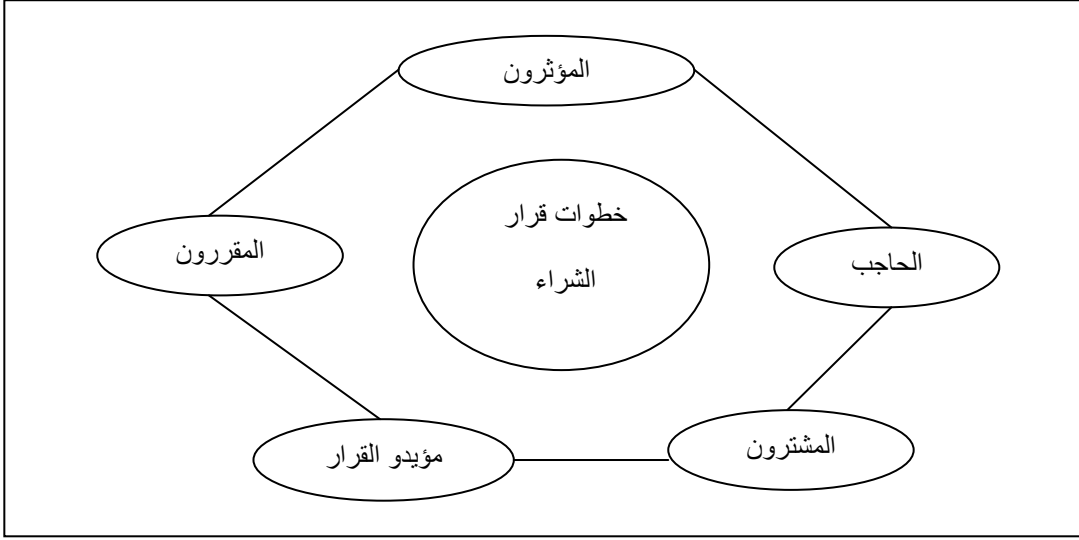 المؤثرون
خطوات قرار
الشراء
المقررون
الحاجب
مؤيدو القرار
المشترون